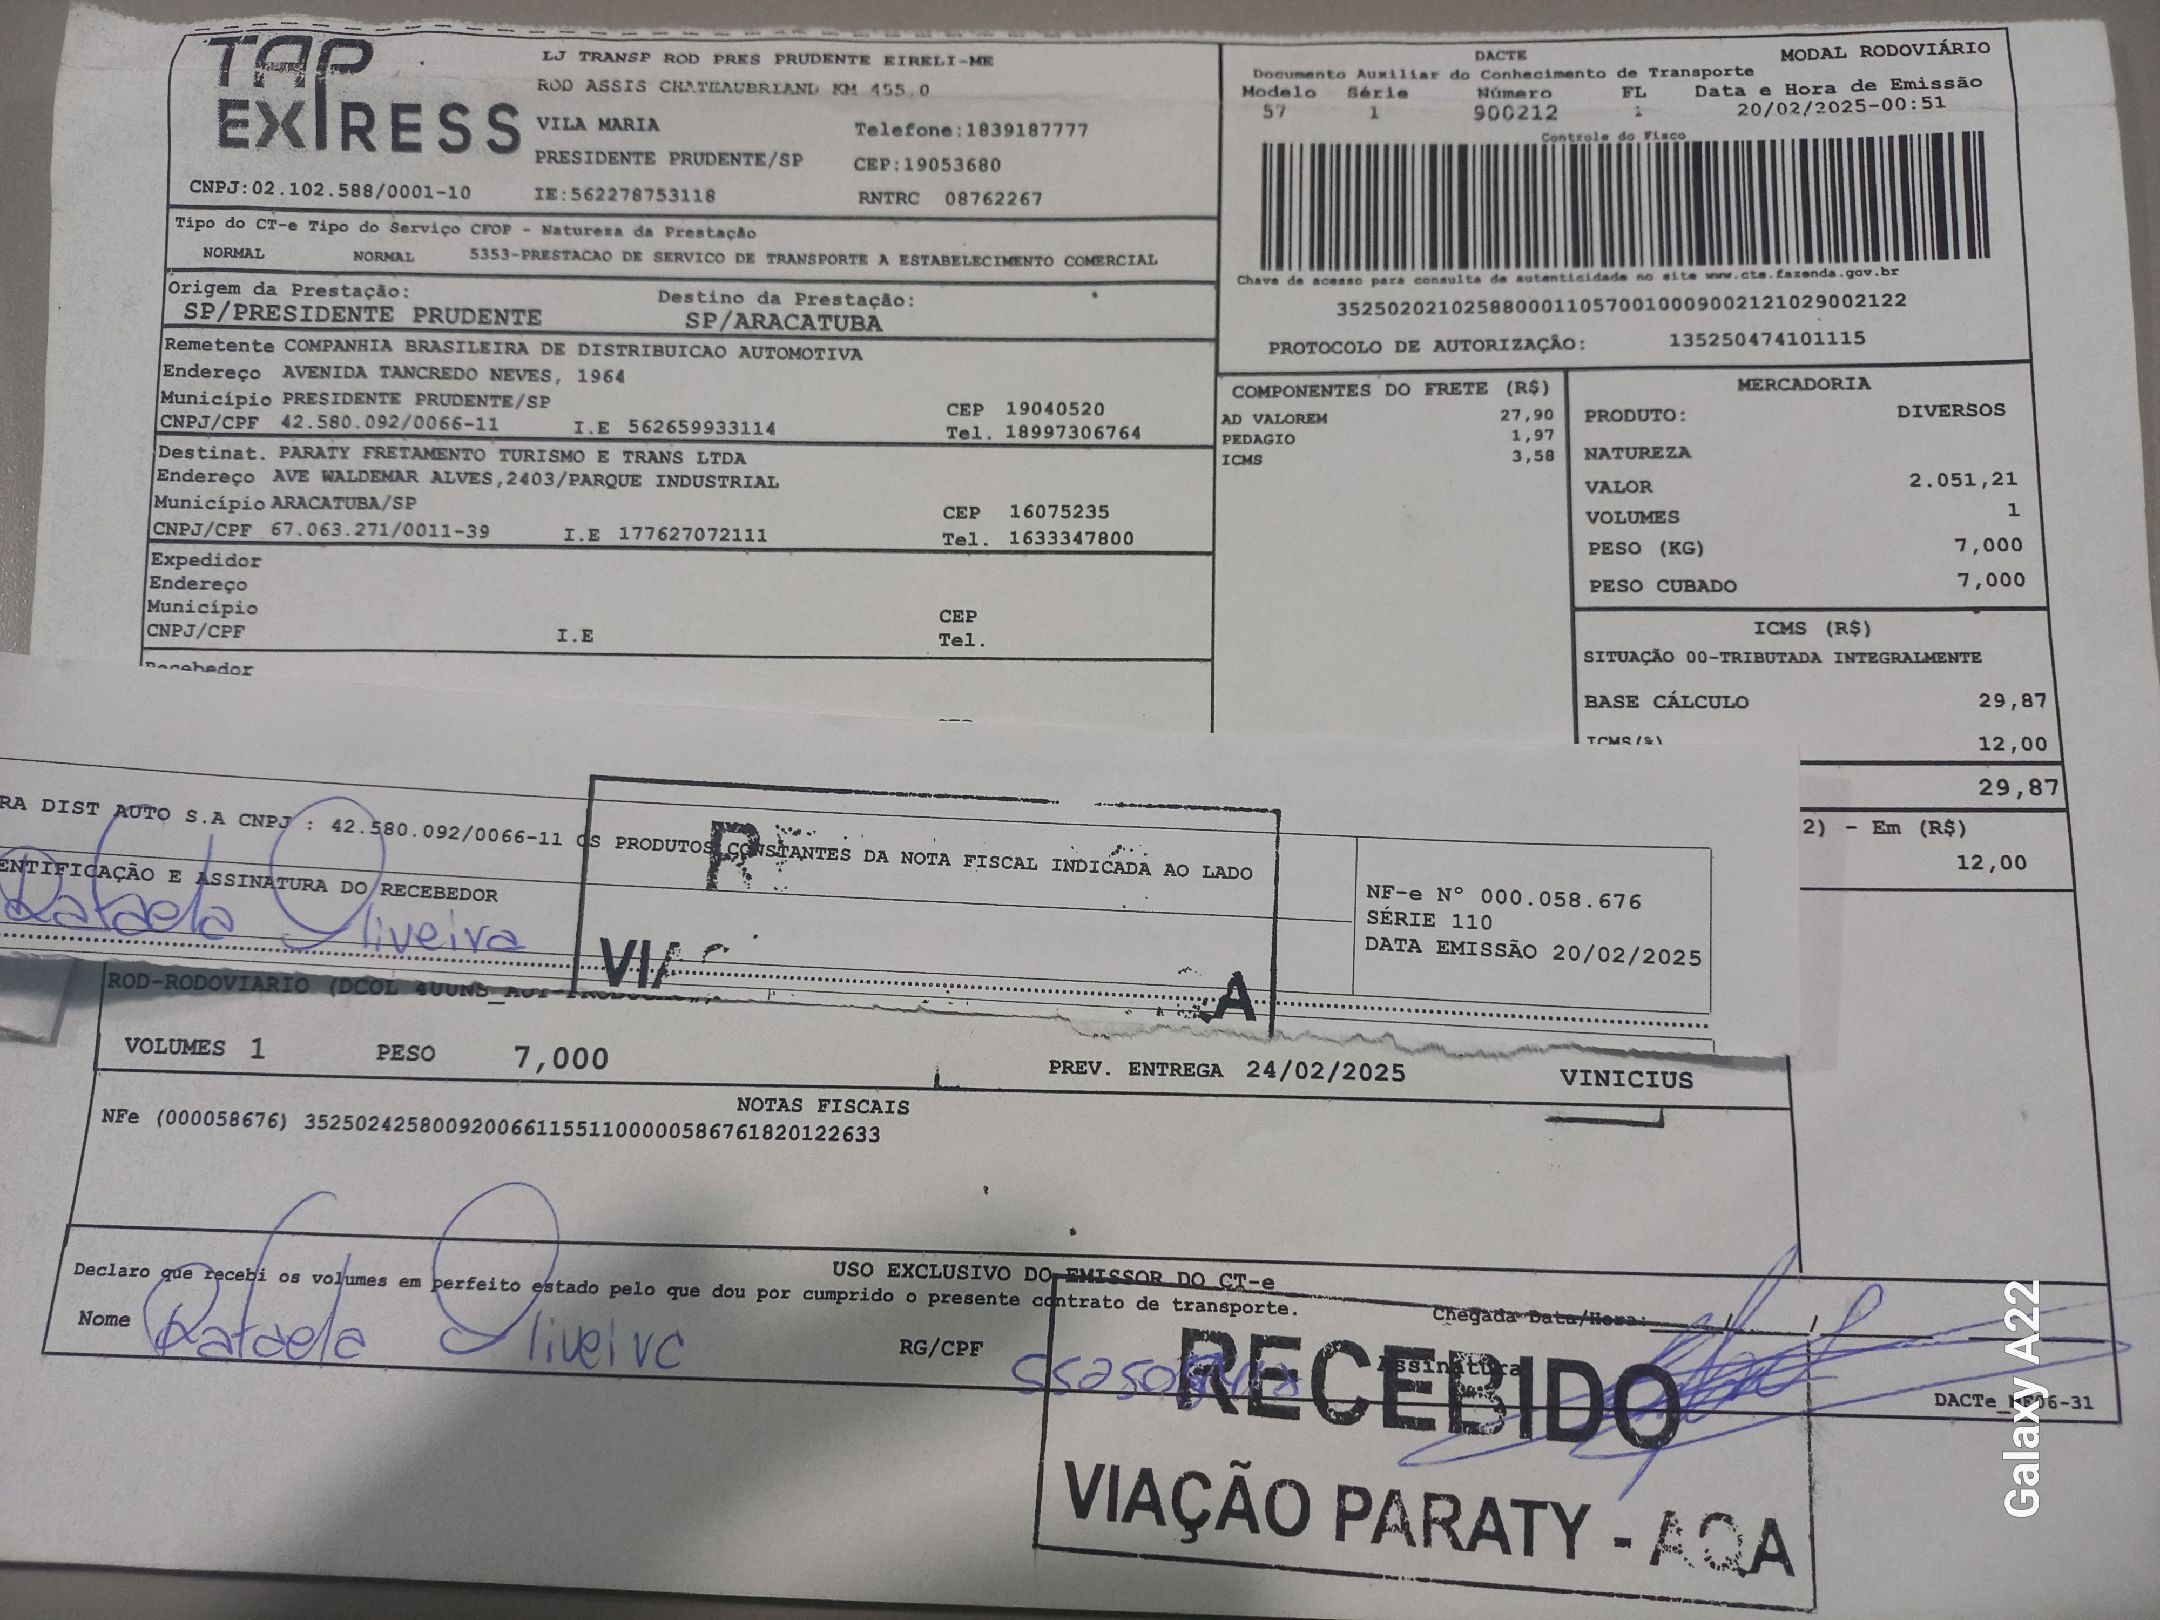 TAP
EXPRESS
LJ TRANSP ROD PRES PRUDENTE EIRELI-ME
ROD ASSIS CHATEAUBRIAND KM 455,0
VILA MARIA
Telefone:1839187777
PRESIDENTE PRUDENTE/SP
CEP:19053680
CNPJ:02.102.588/0001-10
IE:562278753118
RNTRC 08762267
DACTE
MODAL RODOVIÁRIO
Documento Auxiliar do Conhecimento de Transporte
Modelo Série Número FL Data e Hora de Emissão
57 1 900212 1 20/02/2025-00:51
Controle do Fisco
Chave de acesso para consulta de autenticidade no site www.cte.fazenda.gov.br
35250202102588000110570010009002121029002122
PROTOCOLO DE AUTORIZAÇÃO: 135250474101115
Tipo do CT-e Tipo do Serviço CFOP - Natureza da Prestação
NORMAL NORMAL 5353-PRESTACAO DE SERVICO DE TRANSPORTE A ESTABELECIMENTO COMERCIAL
Origem da Prestação: Destino da Prestação:
SP/PRESIDENTE PRUDENTE SP/ARACATUBA
Remetente COMPANHIA BRASILEIRA DE DISTRIBUICAO AUTOMOTIVA
Endereço AVENIDA TANCREDO NEVES, 1964
Município PRESIDENTE PRUDENTE/SP CEP 19040520
CNPJ/CPF 42.580.092/0066-11 I.E 562659933114 Tel. 18997306764
Destinat. PARATY FRETAMENTO TURISMO E TRANS LTDA
Endereço AVE WALDEMAR ALVES,2403/PARQUE INDUSTRIAL
Município ARACATUBA/SP CEP 16075235
CNPJ/CPF 67.063.271/0011-39 I.E 177627072111 Tel. 1633347800
Expedidor
Endereço
Município CEP
CNPJ/CPF I.E Tel.
Recebedor
COMPONENTES DO FRETE (R$)
AD VALOREM 27,90
PEDAGIO 1,97
ICMS 3,58
MERCADORIA
PRODUTO: DIVERSOS
NATUREZA
VALOR 2.051,21
VOLUMES 1
PESO (KG) 7,000
PESO CUBADO 7,000
ICMS (R$)
SITUAÇÃO 00-TRIBUTADA INTEGRALMENTE
BASE CÁLCULO 29,87
ICMS(%) 12,00
29,87
2) - Em (R$)
12,00
RA DIST AUTO S.A CNPJ : 42.580.092/0066-11 OS PRODUTOS CONSTANTES DA NOTA FISCAL INDICADA AO LADO
ENTIFICAÇÃO E ASSINATURA DO RECEBEDOR
Rafaela Oliveira
NF-e Nº 000.058.676
SÉRIE 110
DATA EMISSÃO 20/02/2025
R
VIA
A
ROD-RODOVIARIO (DCOL
VOLUMES 1 PESO 7,000 PREV. ENTREGA 24/02/2025 VINICIUS
NOTAS FISCAIS
NFe (000058676) 35250242580092006611551100000586761820122633
USO EXCLUSIVO DO EMISSOR DO CT-e
Declaro que recebi os volumes em perfeito estado pelo que dou por cumprido o presente contrato de transporte.
Chegada Data/Hora:
Nome Rafaela Oliveira RG/CPF Assinatura
RECEBIDO
VIAÇÃO PARATY - AQA
Galaxy A22